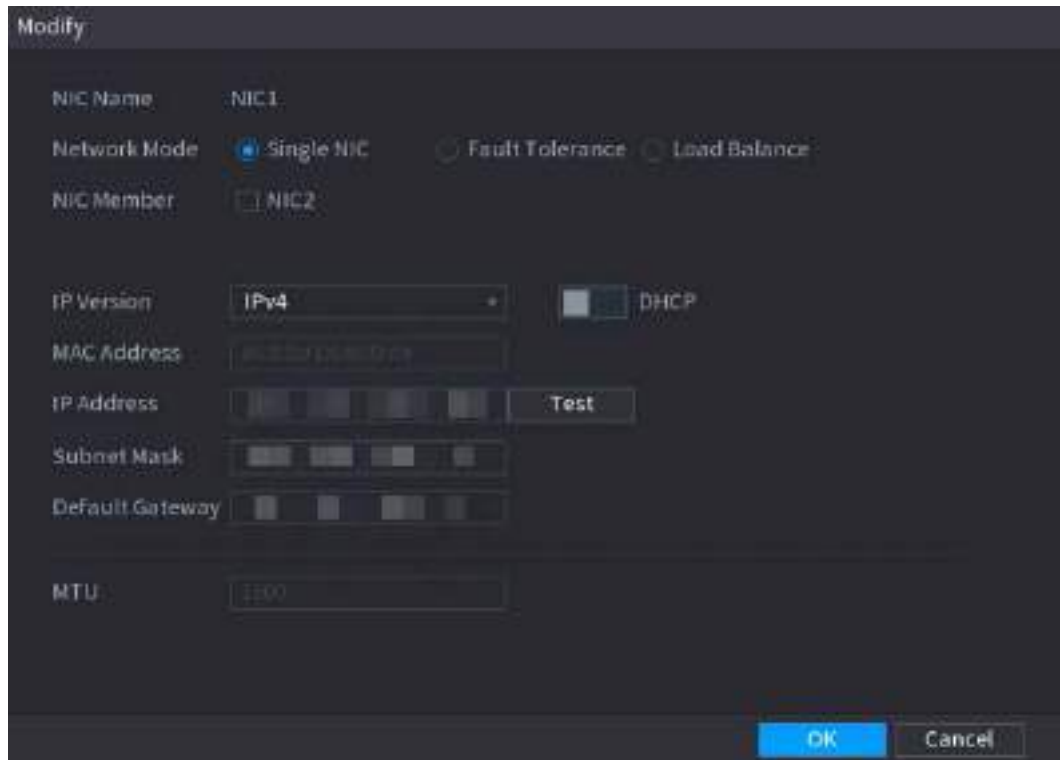 Modify
NIC Name NIC1
Network Mode Single NIC Fault Tolerance Load Balance
NIC Member NIC2
IP Version IPv4 DHCP
MAC Address
IP Address Test
Subnet Mask
Default Gateway
MTU
OK Cancel